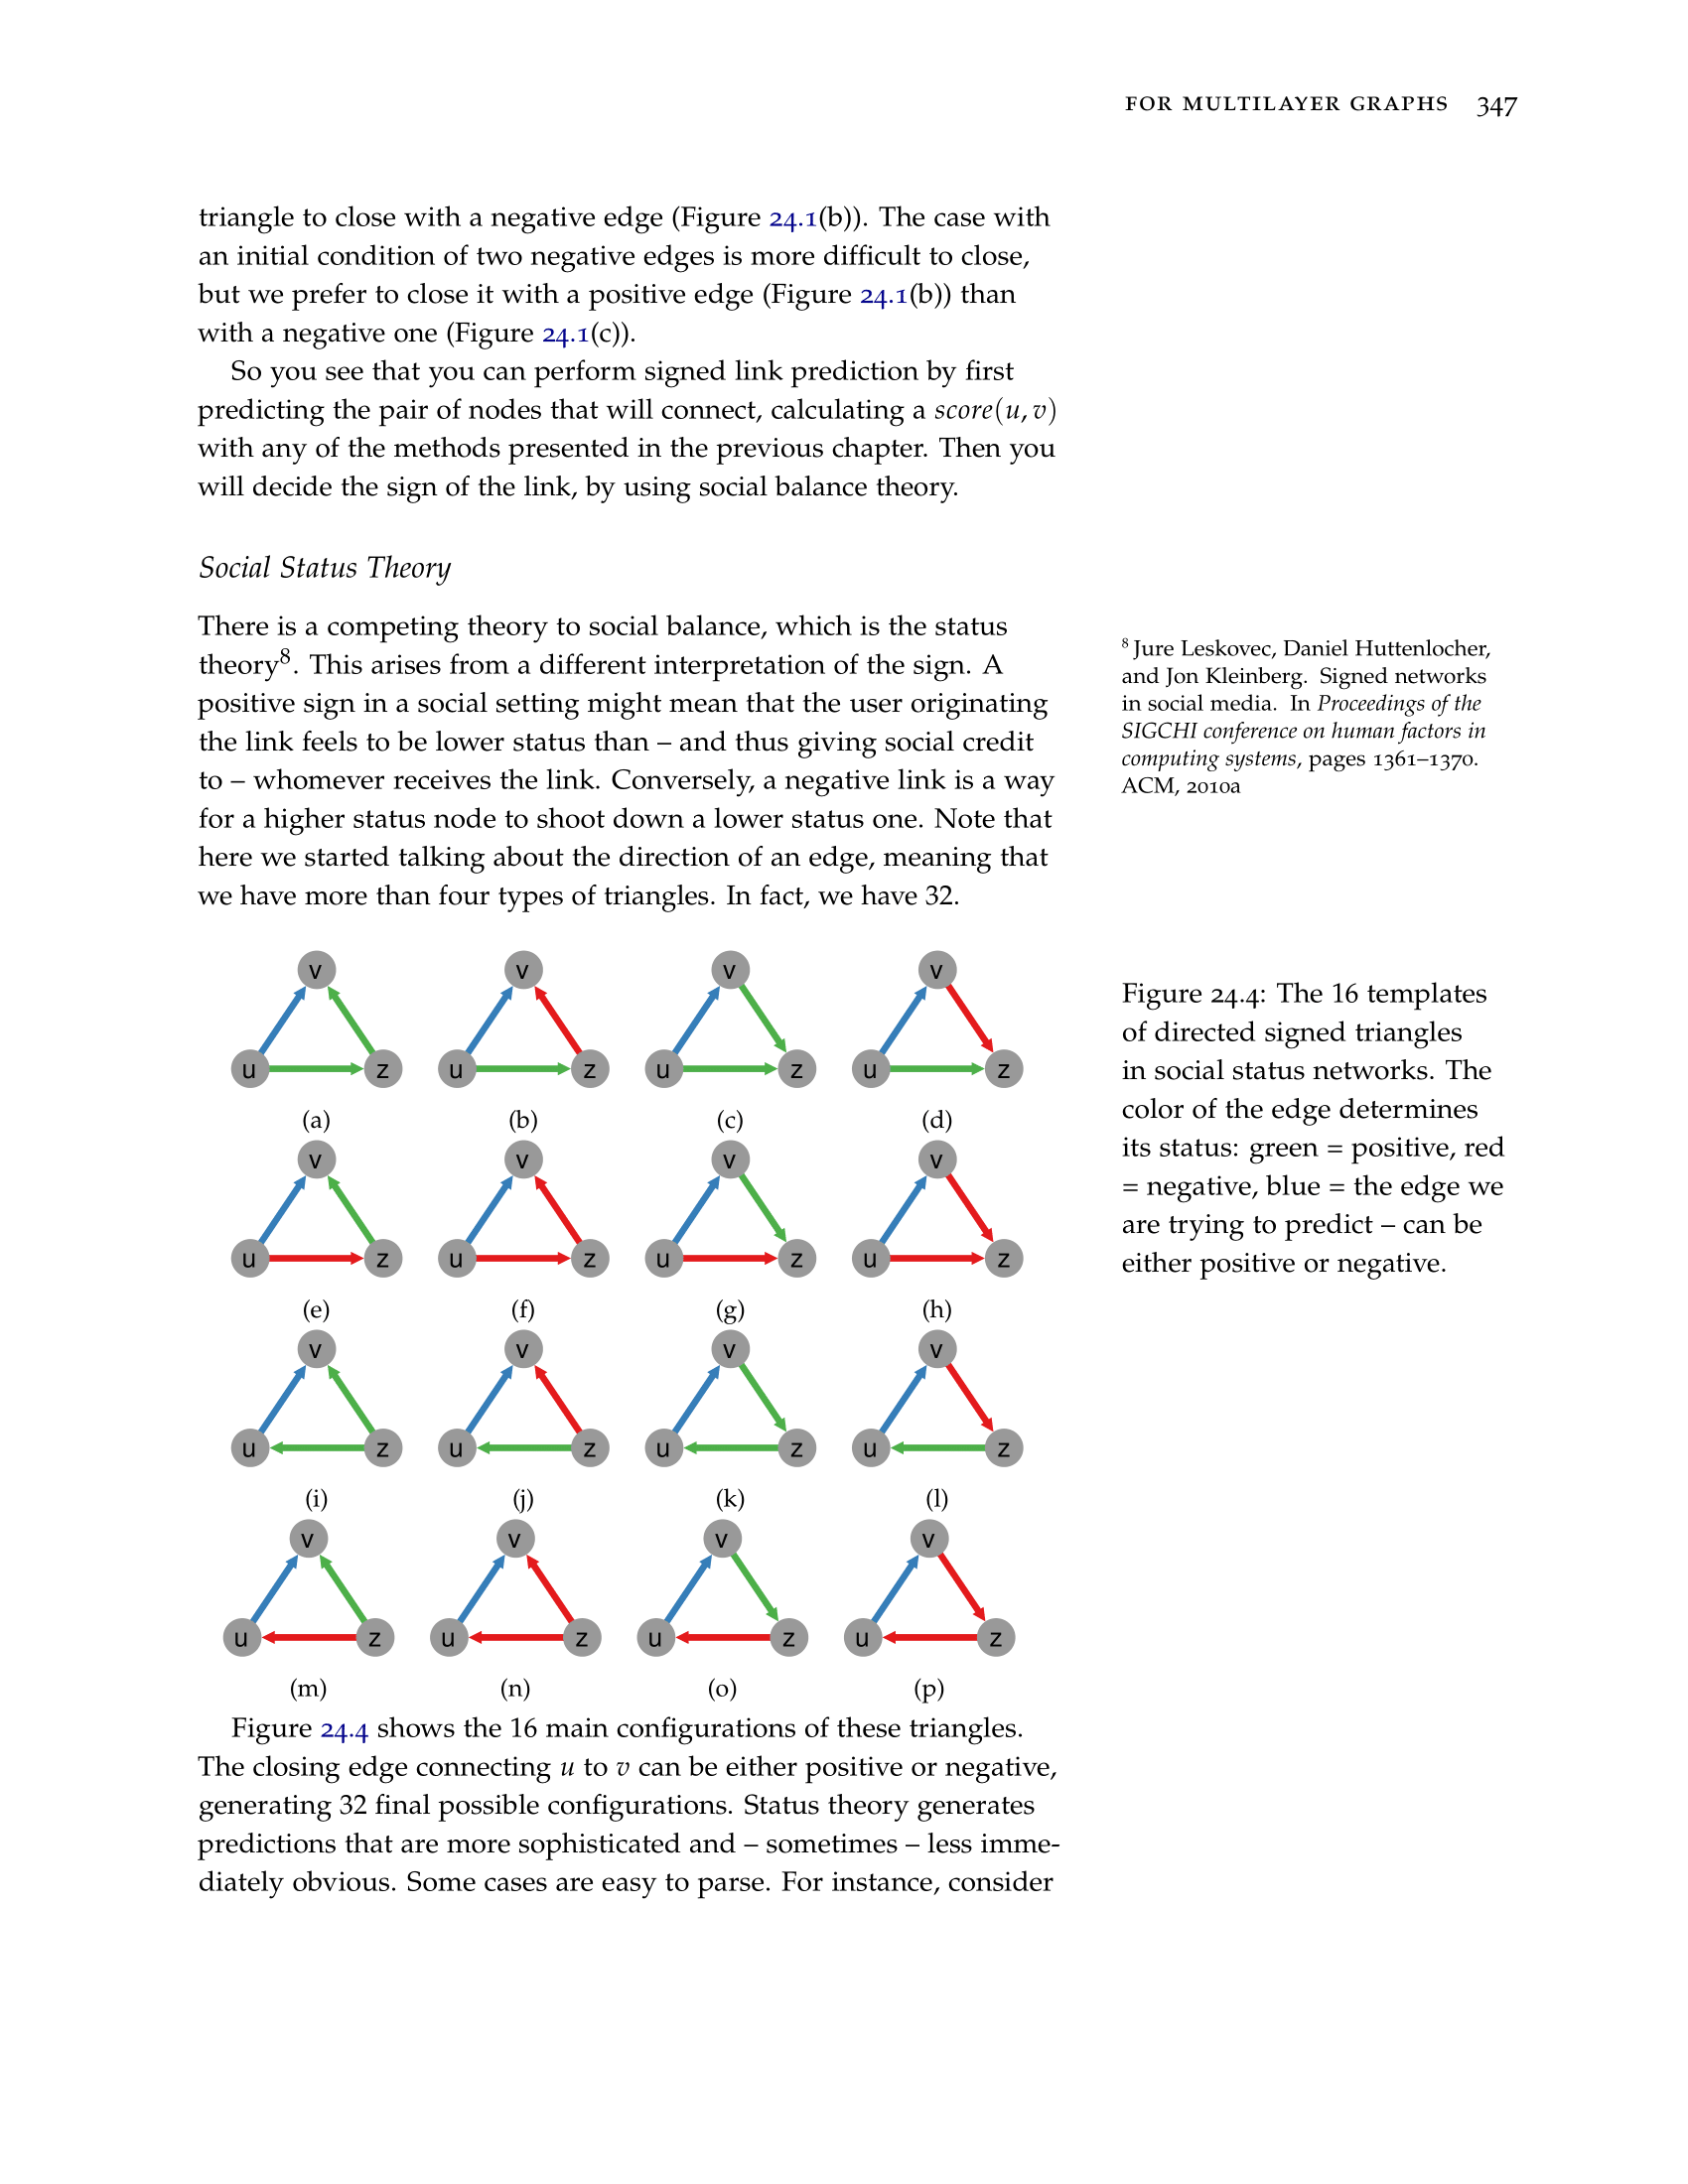 FOR MULTILAYER GRAPHS 347
triangle to close with a negative edge (Figure 24.1(b)). The case with
an initial condition of two negative edges is more difficult to close,
but we prefer to close it with a positive edge (Figure 24.1(b)) than
with a negative one (Figure 24.1(c)).
So you see that you can perform signed link prediction by first
predicting the pair of nodes that will connect, calculating a score(u, v)
with any of the methods presented in the previous chapter. Then you
will decide the sign of the link, by using social balance theory.
Social Status Theory
There is a competing theory to social balance, which is the status
theory⁸. This arises from a different interpretation of the sign. A
positive sign in a social setting might mean that the user originating
the link feels to be lower status than – and thus giving social credit
to – whomever receives the link. Conversely, a negative link is a way
for a higher status node to shoot down a lower status one. Note that
here we started talking about the direction of an edge, meaning that
we have more than four types of triangles. In fact, we have 32.
⁸ Jure Leskovec, Daniel Huttenlocher,
and Jon Kleinberg. Signed networks
in social media. In Proceedings of the
SIGCHI conference on human factors in
computing systems, pages 1361–1370.
ACM, 2010a
v v v v
u z u z u z u z
(a) (b) (c) (d)
v v v v
u z u z u z u z
(e) (f) (g) (h)
v v v v
u z u z u z u z
(i) (j) (k) (l)
v v v v
u z u z u z u z
(m) (n) (o) (p)
Figure 24.4: The 16 templates
of directed signed triangles
in social status networks. The
color of the edge determines
its status: green = positive, red
= negative, blue = the edge we
are trying to predict – can be
either positive or negative.
Figure 24.4 shows the 16 main configurations of these triangles.
The closing edge connecting u to v can be either positive or negative,
generating 32 final possible configurations. Status theory generates
predictions that are more sophisticated and – sometimes – less imme-
diately obvious. Some cases are easy to parse. For instance, consider